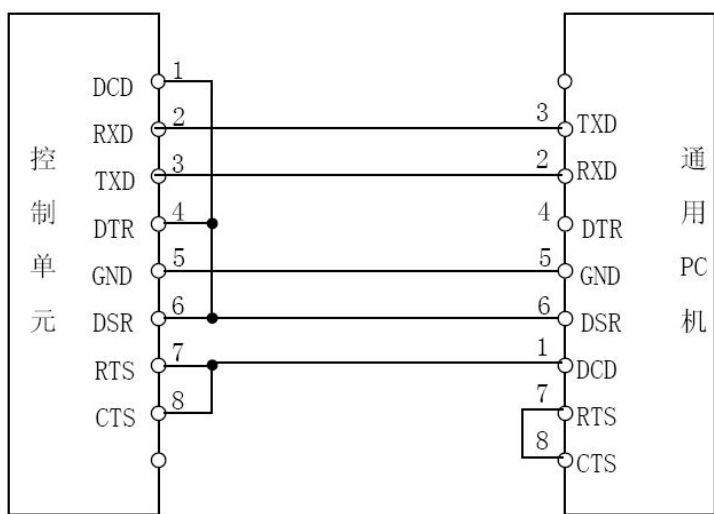 控制单元
DCD 1
RXD 2
TXD 3
DTR 4
GND 5
DSR 6
RTS 7
CTS 8
3 TXD
2 RXD
4 DTR
5 GND
6 DSR
1 DCD
7 RTS
8 CTS
通用PC机